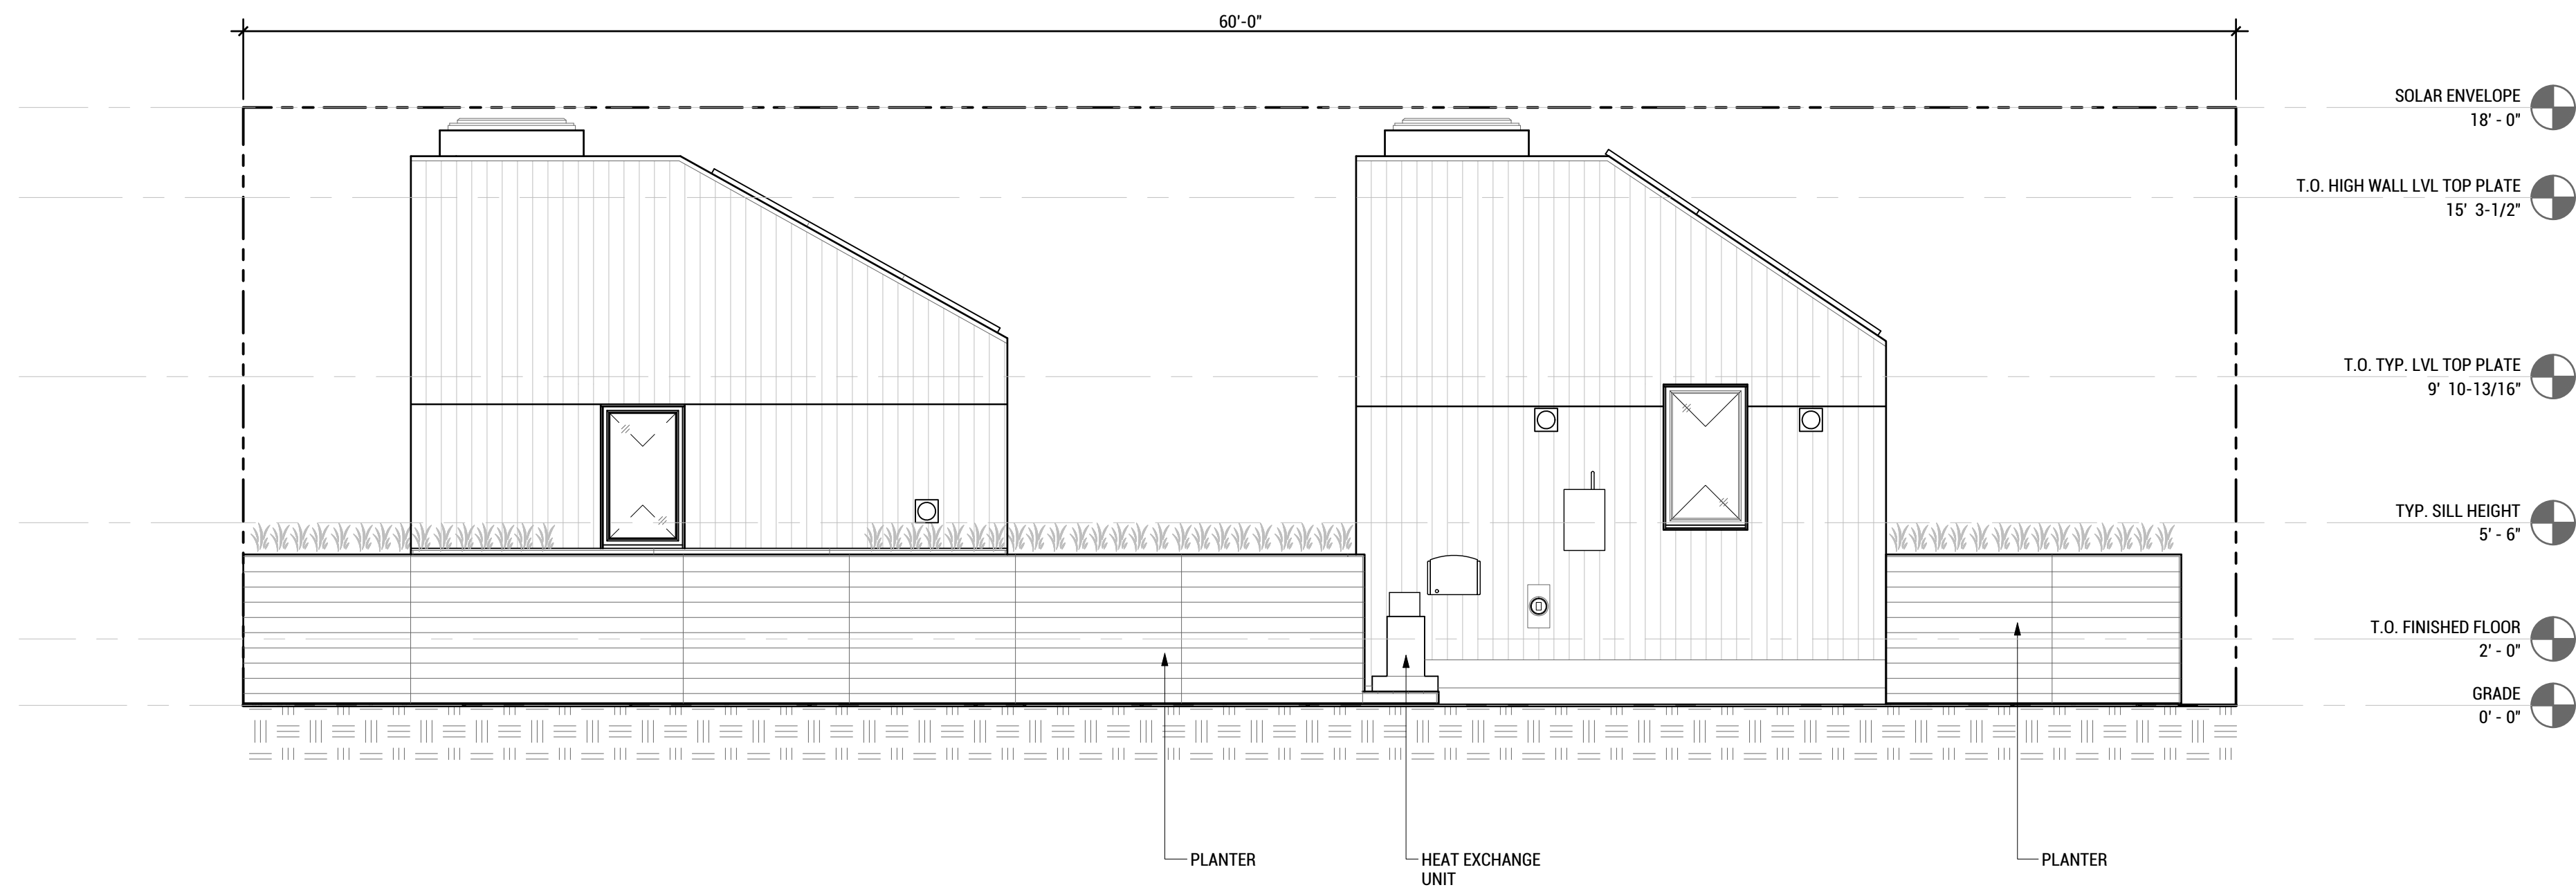 60'-0"
SOLAR ENVELOPE
18' - 0"
T.O. HIGH WALL LVL TOP PLATE
15' 3-1/2"
T.O. TYP. LVL TOP PLATE
9' 10-13/16"
TYP. SILL HEIGHT
5' - 6"
T.O. FINISHED FLOOR
2' - 0"
GRADE
0' - 0"
PLANTER
HEAT EXCHANGE
UNIT
PLANTER